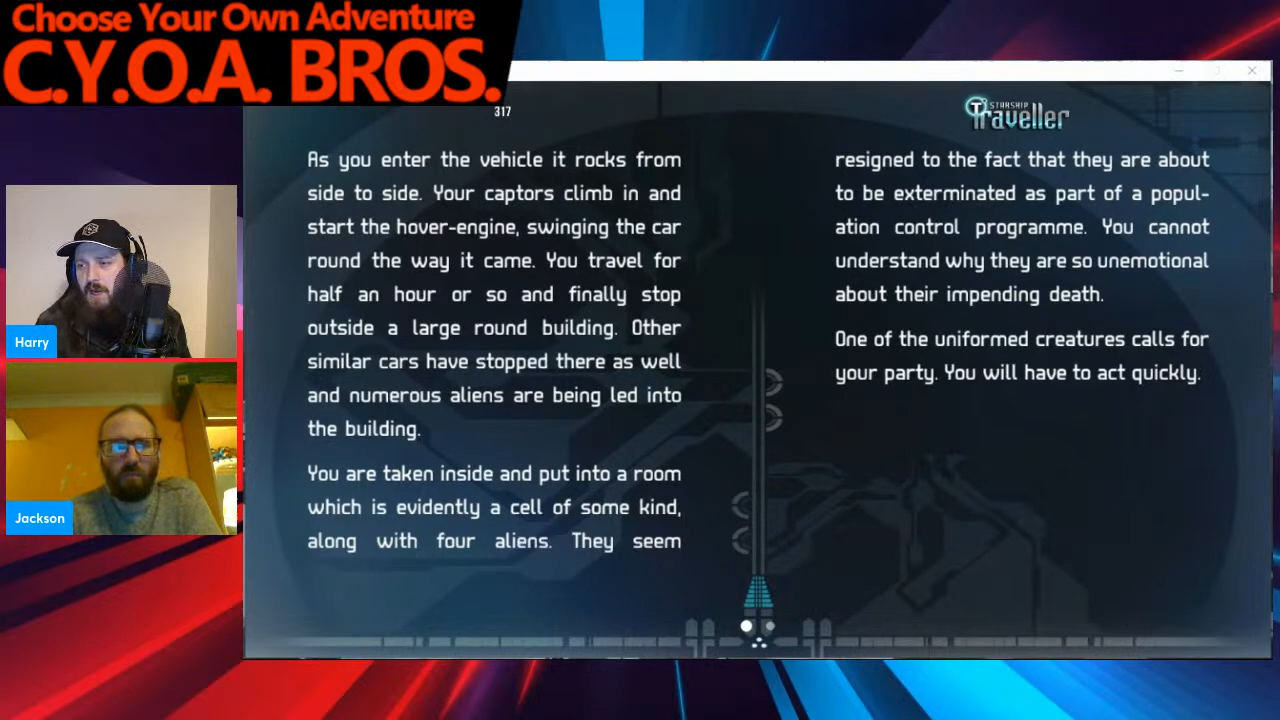 Choose Your Own Adventure
C.Y.O.A. BROS.
317
STARSHIP
Traveller
As you enter the vehicle it rocks from
side to side. Your captors climb in and
start the hover-engine, swinging the car
round the way it came. You travel for
half an hour or so and finally stop
outside a large round building. Other
similar cars have stopped there as well
and numerous aliens are being led into
the building.
You are taken inside and put into a room
which is evidently a cell of some kind,
along with four aliens. They seem
resigned to the fact that they are about
to be exterminated as part of a popul-
ation control programme. You cannot
understand why they are so unemotional
about their impending death.
One of the uniformed creatures calls for
your party. You will have to act quickly.
Harry
Jackson